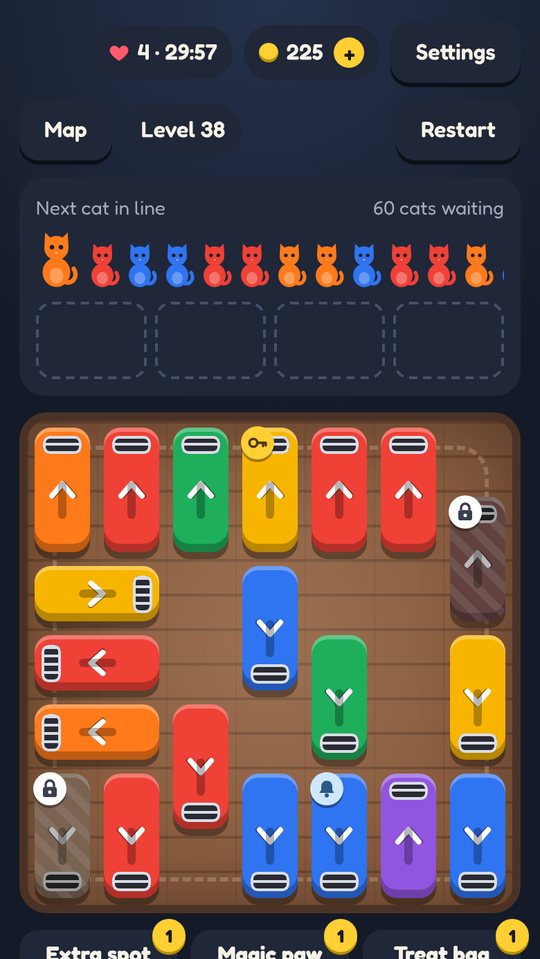 4 · 29:57
225
+
Settings
Map
Level 38
Restart
Next cat in line
60 cats waiting
1
1
1
Extra spot
Magic paw
Treat bag